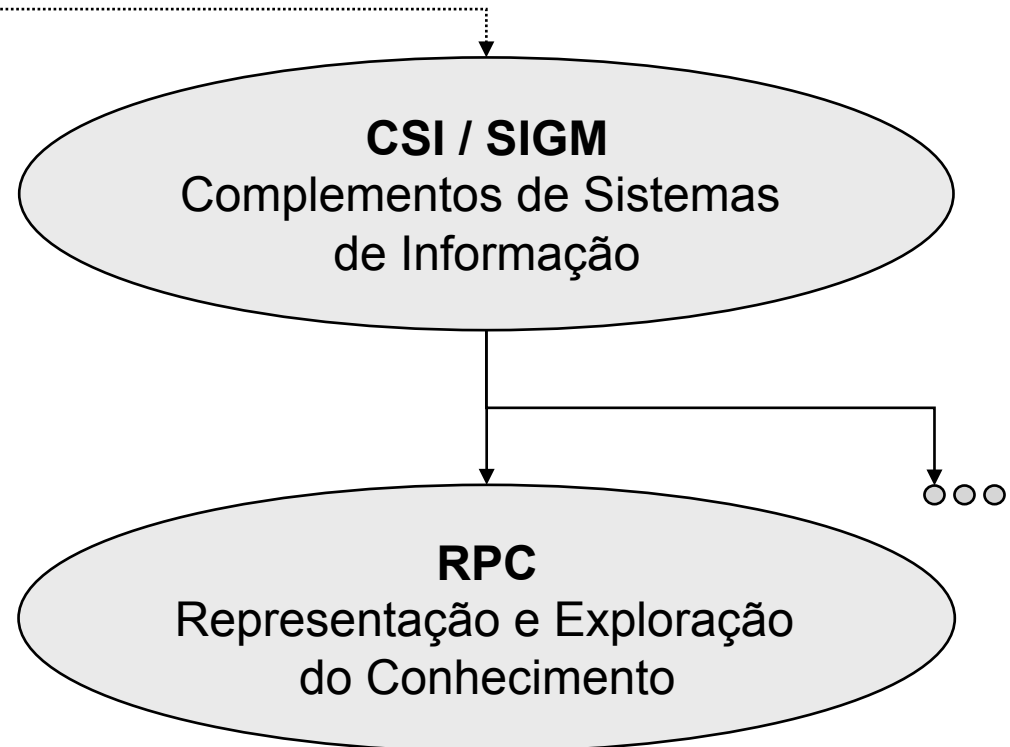 CSI / SIGM
Complementos de Sistemas
de Informação
RPC
Representação e Exploração
do Conhecimento